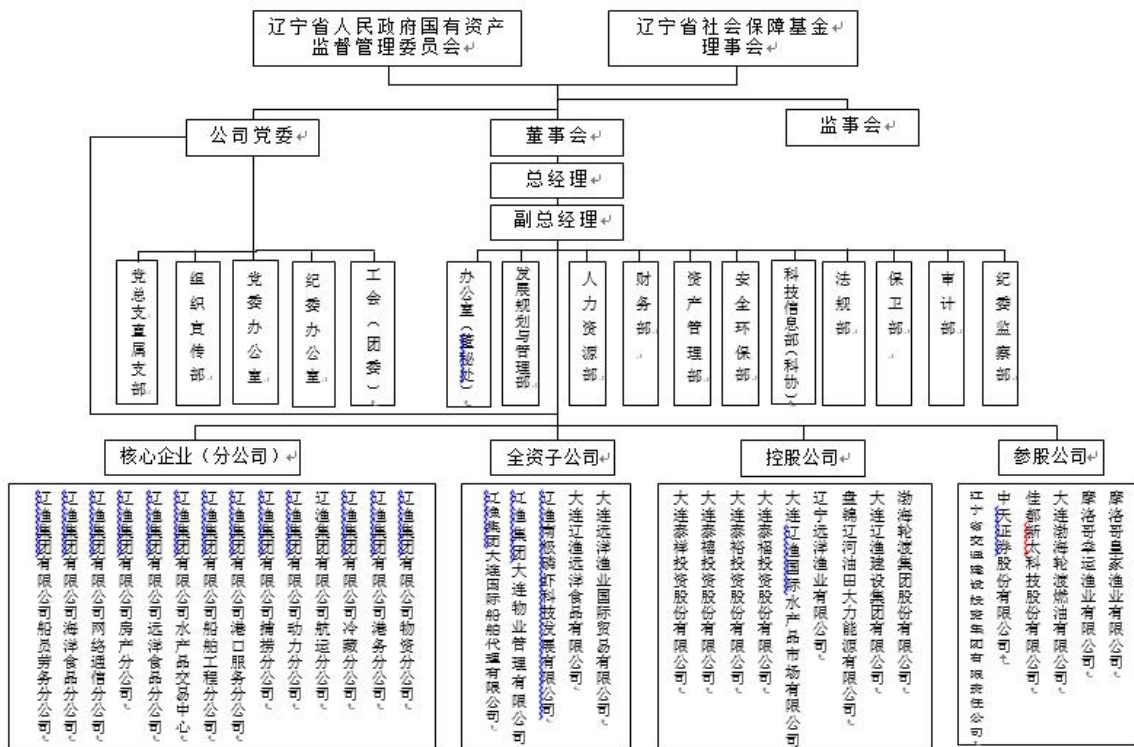 辽宁省人民政府国有资产
监督管理委员会
辽宁省社会保障基金
理事会
公司党委
董事会
监事会
总经理
副总经理
党总支直属支部
组织宣传部
党委办公室
纪委办公室
工会（团委）
办公室（董秘处）
发展规划与管理部
人力资源部
财务部
资产管理部
安全环保部
科技信息部(科协)
法规部
保卫部
审计部
纪委监察部
核心企业（分公司）
全资子公司
控股公司
参股公司
辽渔集团有限公司船员劳务分公司
辽渔集团有限公司海洋食品分公司
辽渔集团有限公司网络通信分公司
辽渔集团有限公司房产分公司
辽渔集团有限公司远洋食品分公司
辽渔集团有限公司水产品交易中心
辽渔集团有限公司船舶工程分公司
辽渔集团有限公司港口服务分公司
辽渔集团有限公司捕捞分公司
辽渔集团有限公司动力分公司
辽渔集团有限公司航运分公司
辽渔集团有限公司冷藏分公司
辽渔集团有限公司港务分公司
辽渔集团有限公司物资分公司
辽渔集团大连国际船舶代理有限公司
辽渔集团大连物业管理有限公司
辽渔南极磷虾科技发展有限公司
大连辽渔远洋食品有限公司
大连远洋渔业国际贸易有限公司
大连泰祥投资股份有限公司
大连泰禧投资股份有限公司
大连泰裕投资股份有限公司
大连泰福投资股份有限公司
大连辽渔国际水产品市场有限公司
辽宁远洋渔业有限公司
盘锦辽河油田大力能源有限公司
大连辽渔建设集团有限公司
渤海轮渡集团股份有限公司
辽宁省交通建设投资集团有限责任公司
中天证券股份有限公司
佳都新太科技股份有限公司
大连渤海轮渡燃油有限公司
摩洛哥幸运渔业有限公司
摩洛哥皇家渔业有限公司